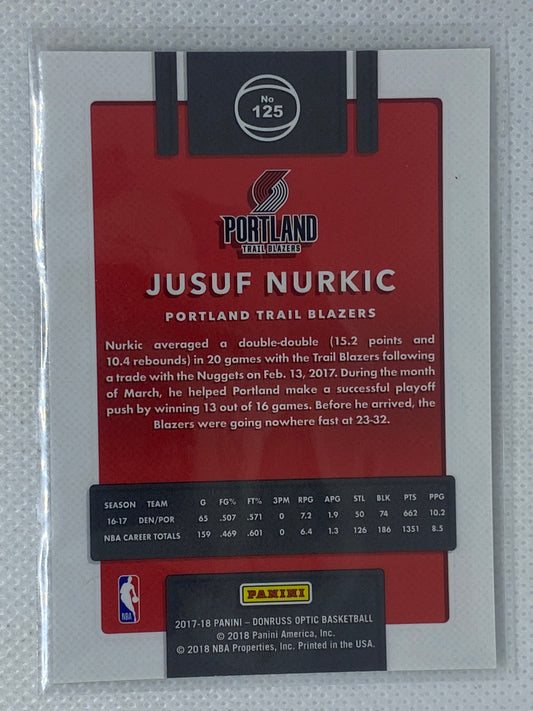 No
125
PORTLAND
TRAIL BLAZERS
JUSUF NURKIC
PORTLAND TRAIL BLAZERS
Nurkic averaged a double-double (15.2 points and
10.4 rebounds) in 20 games with the Trail Blazers following
a trade with the Nuggets on Feb. 13, 2017. During the month
of March, he helped Portland make a successful playoff
push by winning 13 out of 16 games. Before he arrived, the
Blazers were going nowhere fast at 23-32.
SEASON TEAM G FG% FT% 3PM RPG APG STL BLK PTS PPG
16-17 DEN/POR 65 .507 .571 0 7.2 1.9 50 74 662 10.2
NBA CAREER TOTALS 159 .469 .601 0 6.4 1.3 126 186 1351 8.5
NBA
PANINI
2017-18 PANINI – DONRUSS OPTIC BASKETBALL
© 2018 Panini America, Inc.
© 2018 NBA Properties, Inc. Printed in the USA.